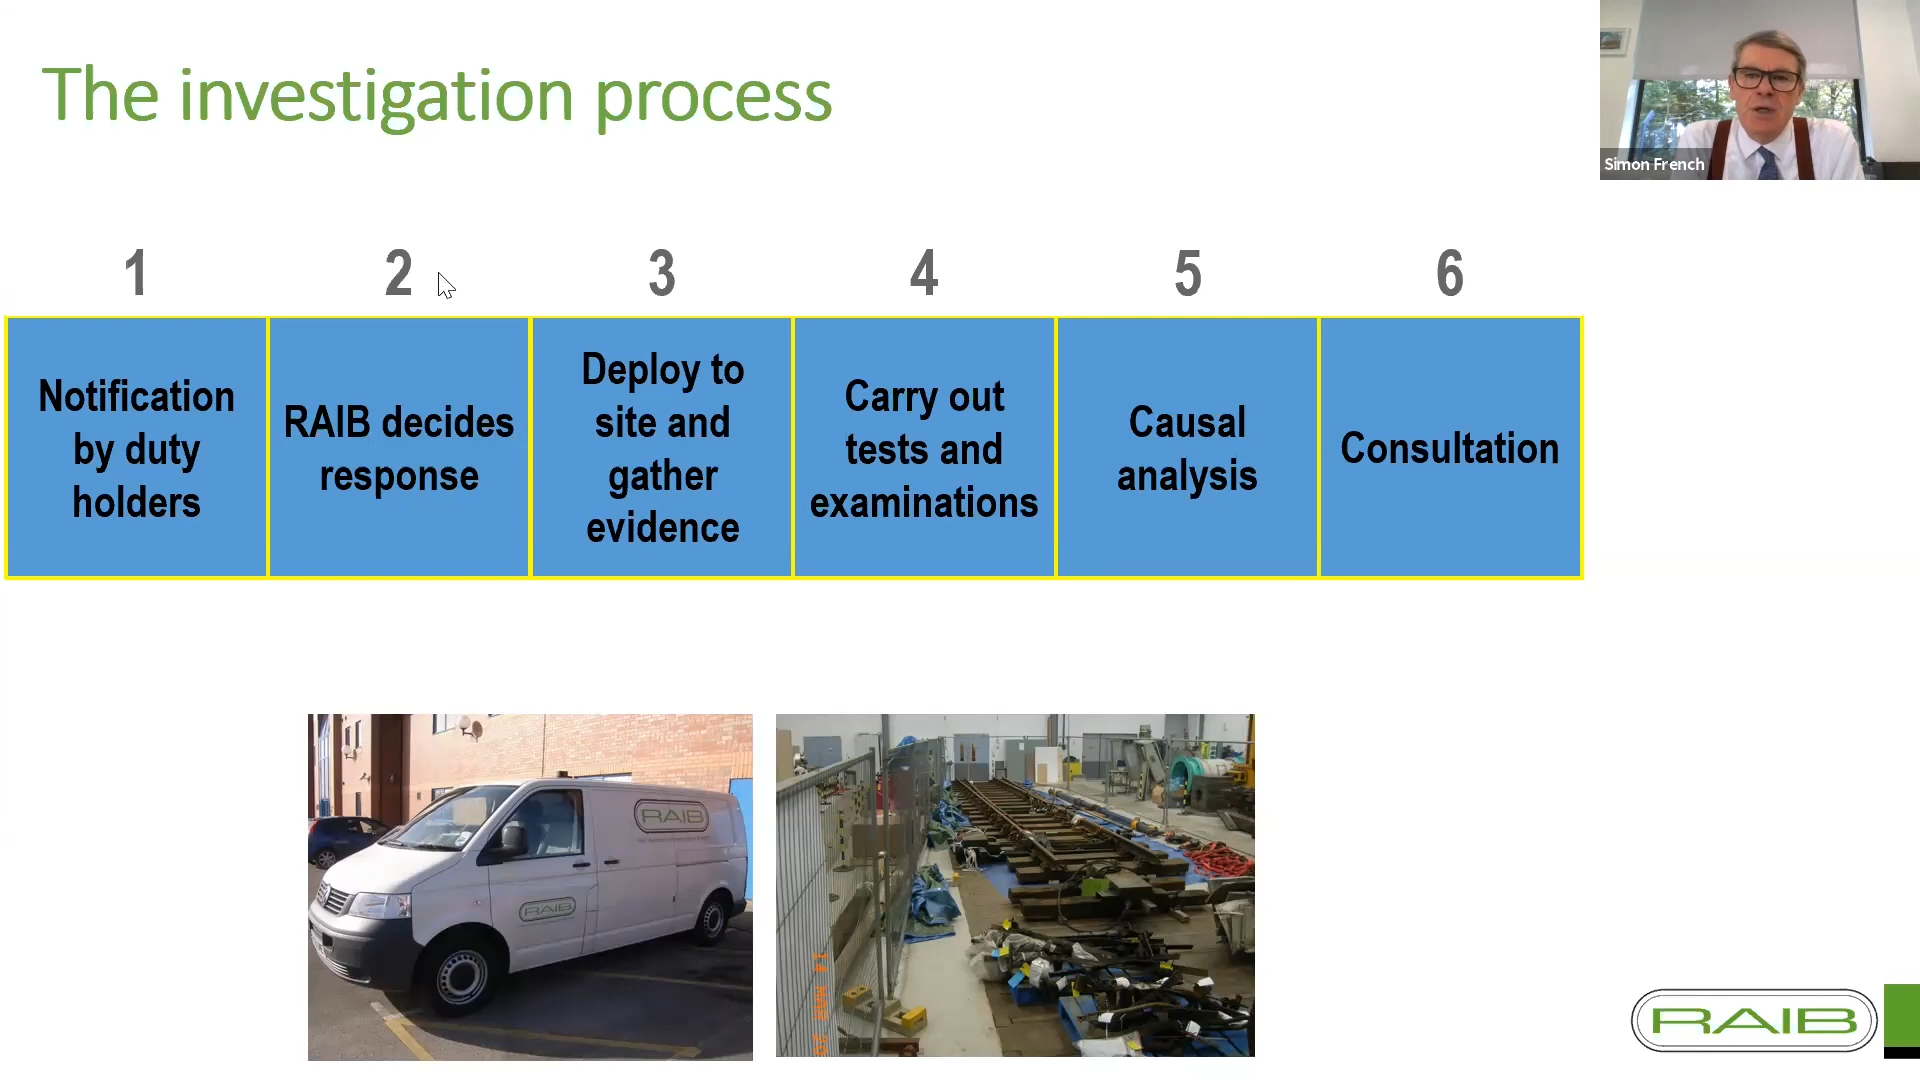 The investigation process
Simon French
1
2
3
4
5
6
Notification
by duty
holders
RAIB decides
response
Deploy to
site and
gather
evidence
Carry out
tests and
examinations
Causal
analysis
Consultation
RAIB
RAIB
RAIB